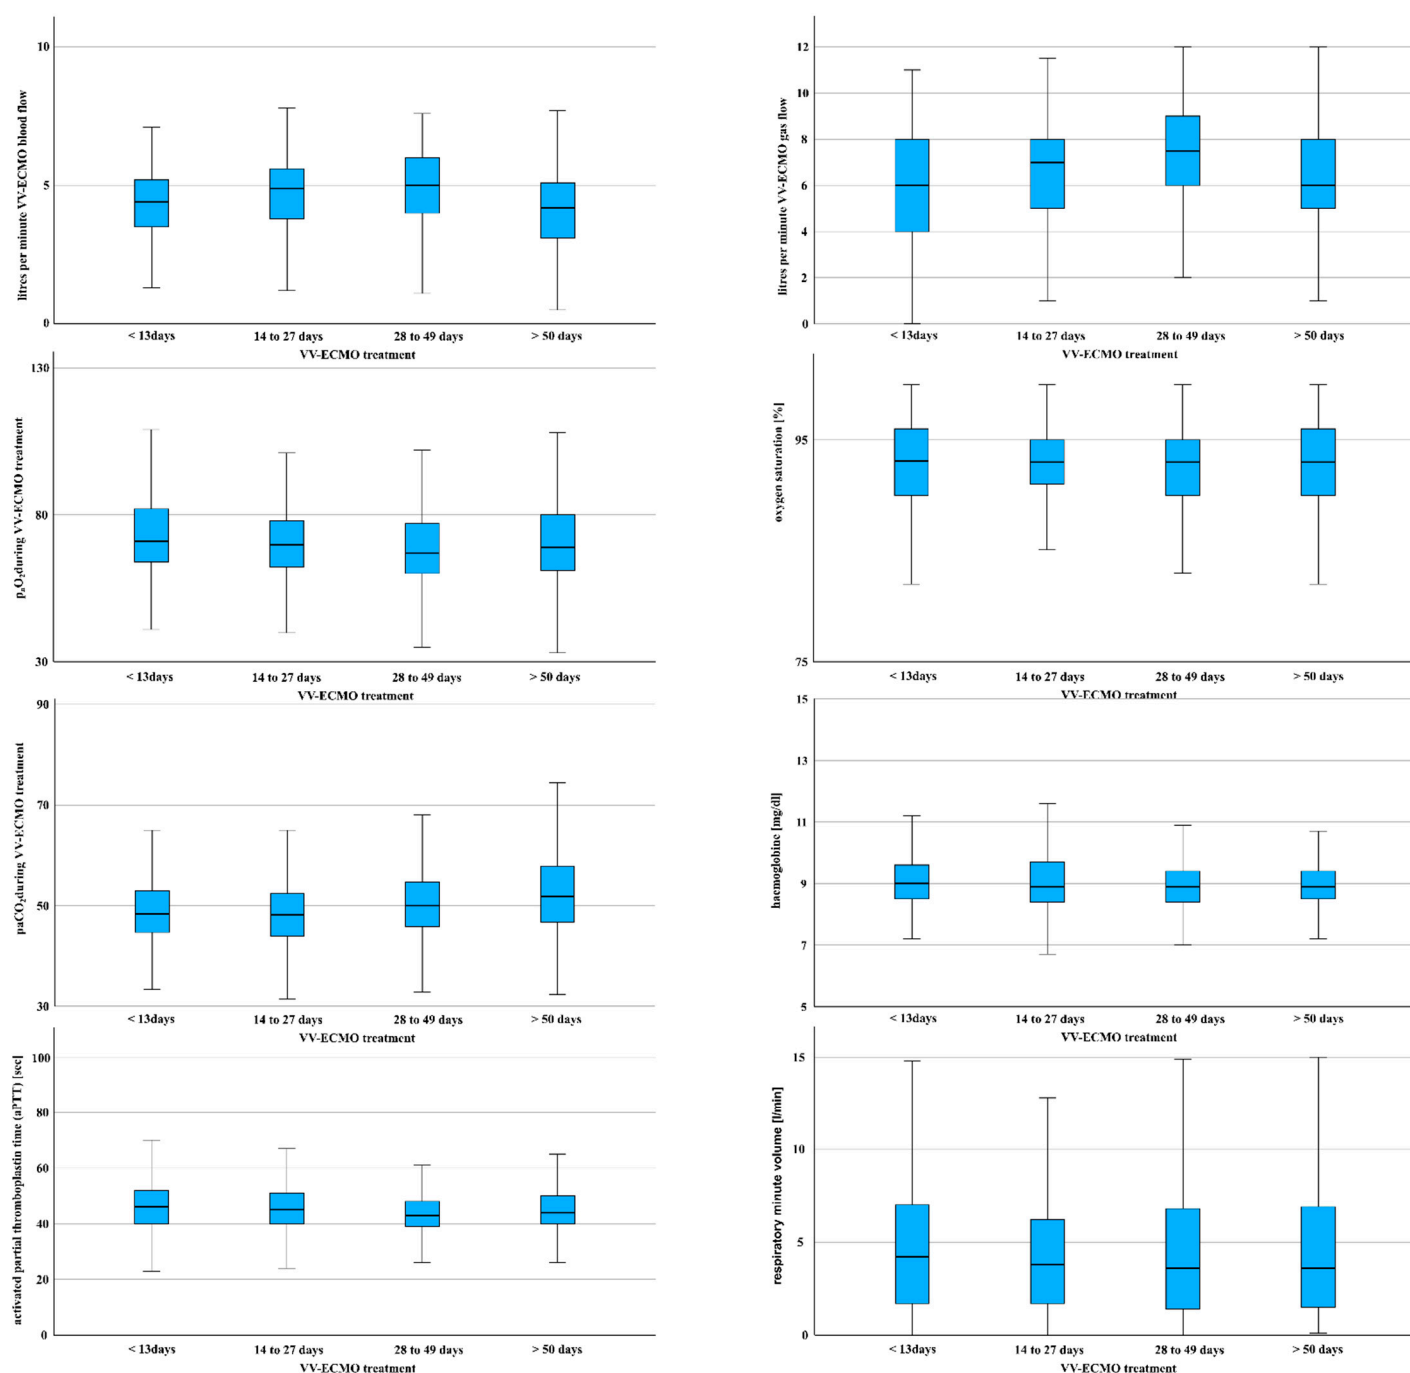 litres per minute VV-ECMO blood flow
10
5
0
< 13days
14 to 27 days
28 to 49 days
> 50 days
VV-ECMO treatment
litres per minute VV-ECMO gas flow
12
10
8
6
4
2
0
< 13days
14 to 27 days
28 to 49 days
> 50 days
VV-ECMO treatment
paO2during VV-ECMO treatment
130
80
30
< 13days
14 to 27 days
28 to 49 days
> 50 days
VV-ECMO treatment
oxygen saturation [%]
95
75
< 13days
14 to 27 days
28 to 49 days
> 50 days
VV-ECMO treatment
paCO2during VV-ECMO treatment
90
70
50
30
< 13days
14 to 27 days
28 to 49 days
> 50 days
VV-ECMO treatment
haemoglobine [mg/dl]
15
13
11
9
7
5
< 13days
14 to 27 days
28 to 49 days
> 50 days
VV-ECMO treatment
activated partial thromboplastin time (aPTT) [sec]
100
80
60
40
20
0
< 13days
14 to 27 days
28 to 49 days
> 50 days
VV-ECMO treatment
respiratory minute volume [l/min]
15
10
5
0
< 13days
14 to 27 days
28 to 49 days
> 50 days
VV-ECMO treatment